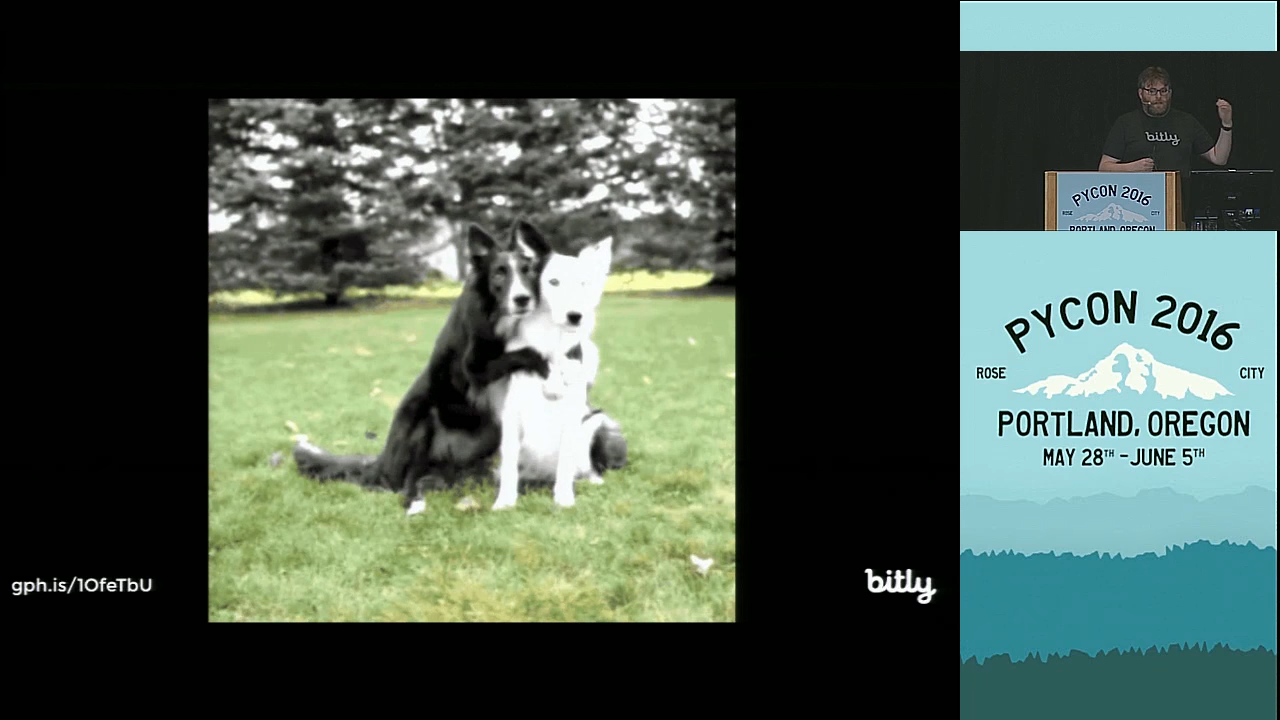 gph.is/1OfeTbU
bitly
bitly
PYCON 2016
ROSE CITY
PORTLAND, OREGON
PYCON 2016
ROSE CITY
PORTLAND, OREGON
MAY 28TH - JUNE 5TH